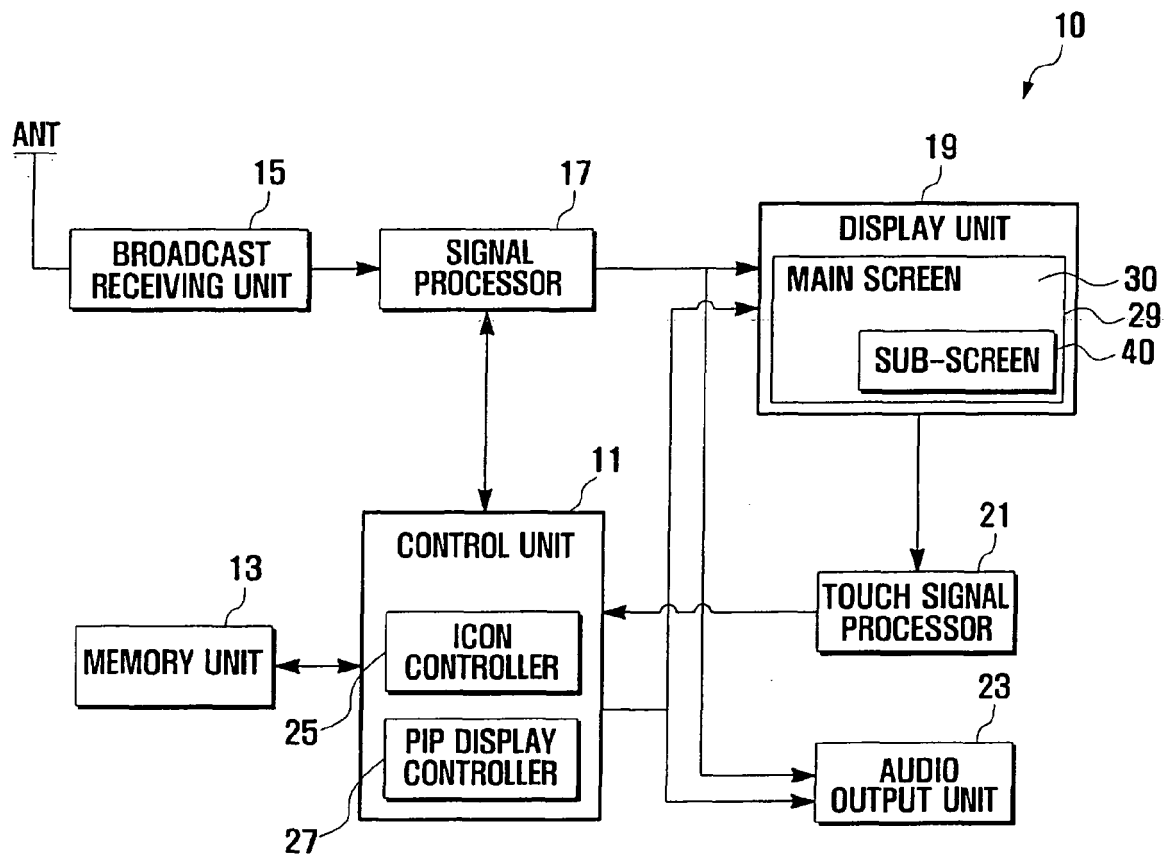 10
ANT
15
17
19
BROADCAST
RECEIVING UNIT
SIGNAL
PROCESSOR
DISPLAY UNIT
MAIN SCREEN
30
29
SUB-SCREEN
40
11
CONTROL UNIT
21
TOUCH SIGNAL
PROCESSOR
13
MEMORY UNIT
ICON
CONTROLLER
25
PIP DISPLAY
CONTROLLER
27
23
AUDIO
OUTPUT UNIT